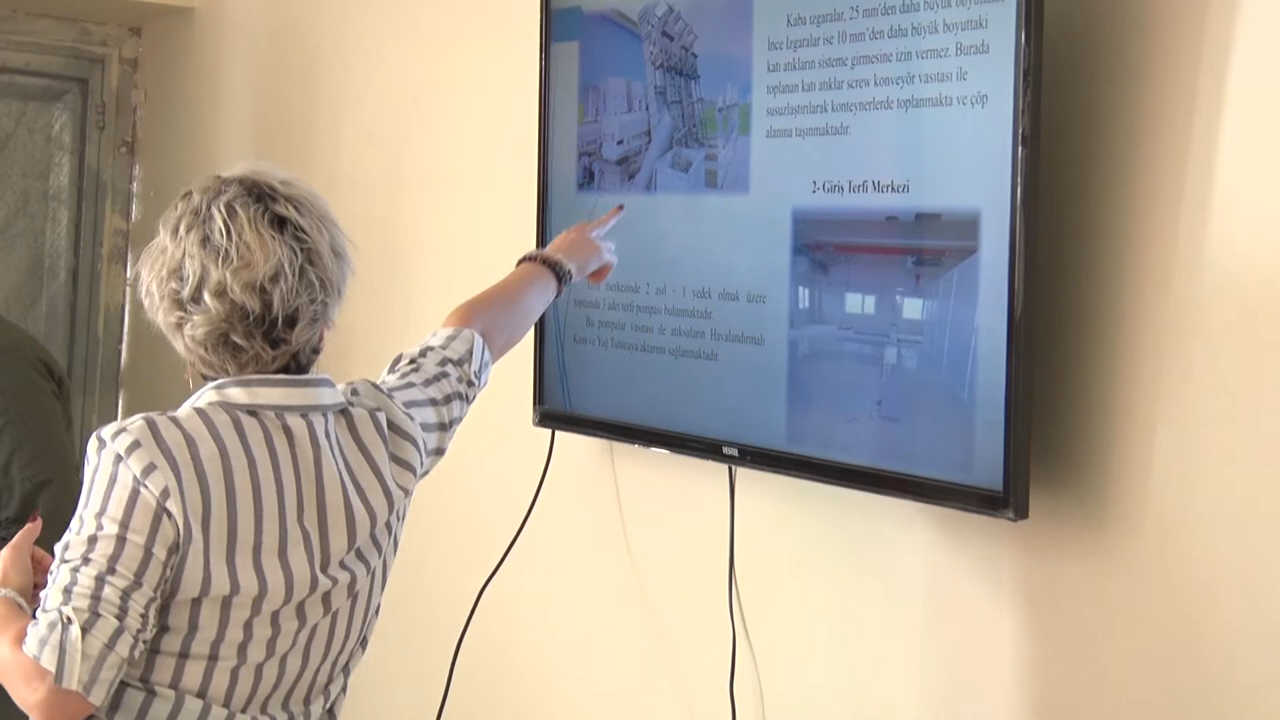 Kaba ızgaralar, 25 mm'den daha büyük
İnce Izgaralar ise 10 mm'den daha büyük boyuttaki
katı atıkların sisteme girmesine izin vermez. Burada
toplanan katı atıklar screw konveyör vasıtası ile
susuzlaştırılarak konteynerlerde toplanmakta ve çöp
alanına taşınmaktadır.
2- Giriş Terfi Merkezi
merkezinde 2 asıl + 1 yedek olmak üzere
toplamda 3 adet terfi pompası bulunmaktadır.
Bu pompalar vasıtası ile atıksuların Havalandırmalı
Kum ve Yağ Tutucuya aktarımı sağlanmaktadır.
VESTEL